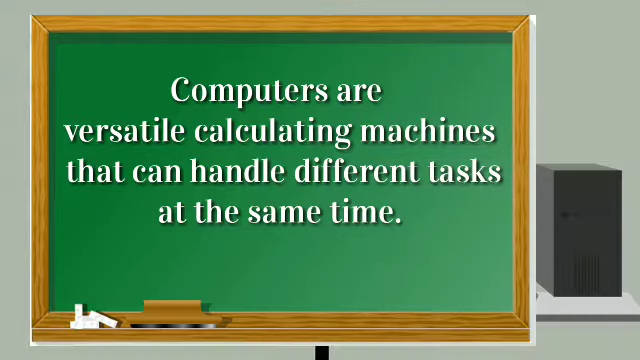 Computers are
versatile calculating machines
that can handle different tasks
at the same time.